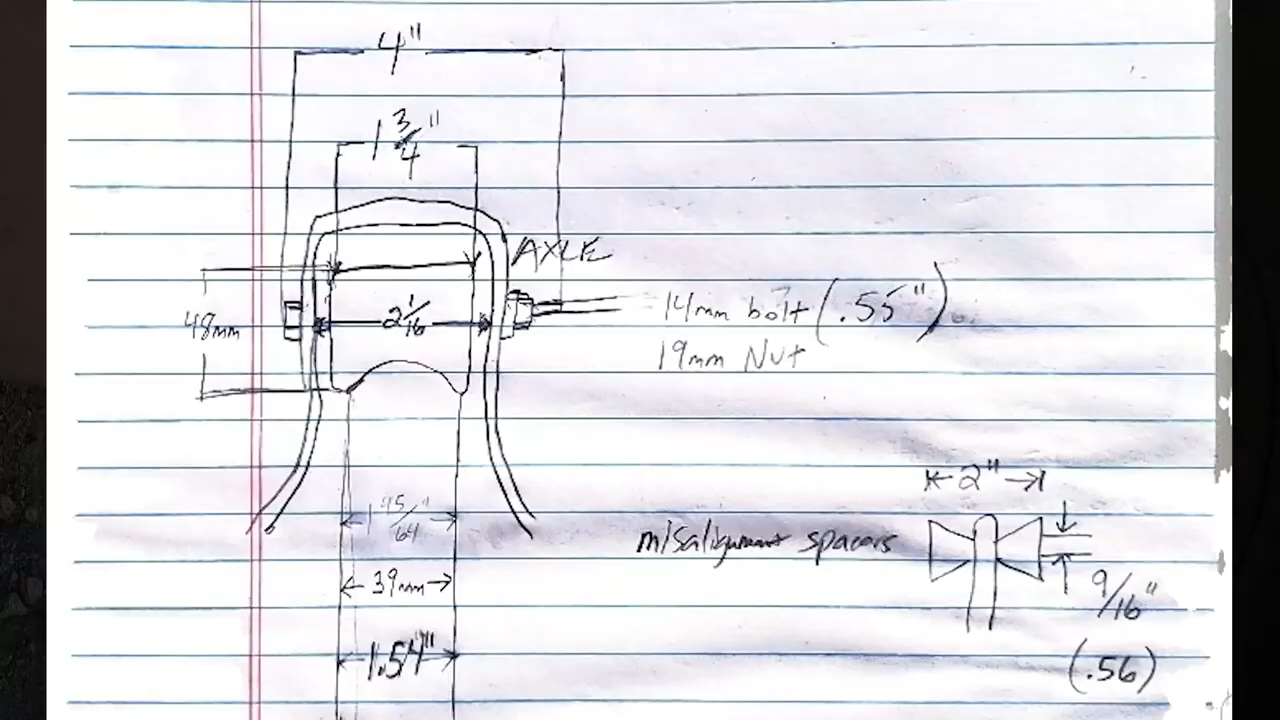 4"
1 3/4"
AXLE
48mm
2 1/16
14mm bolt (.55")
19mm Nut
2"
1 45/64"
misalignment spacers
39mm
9/16"
1.54"
(.56)